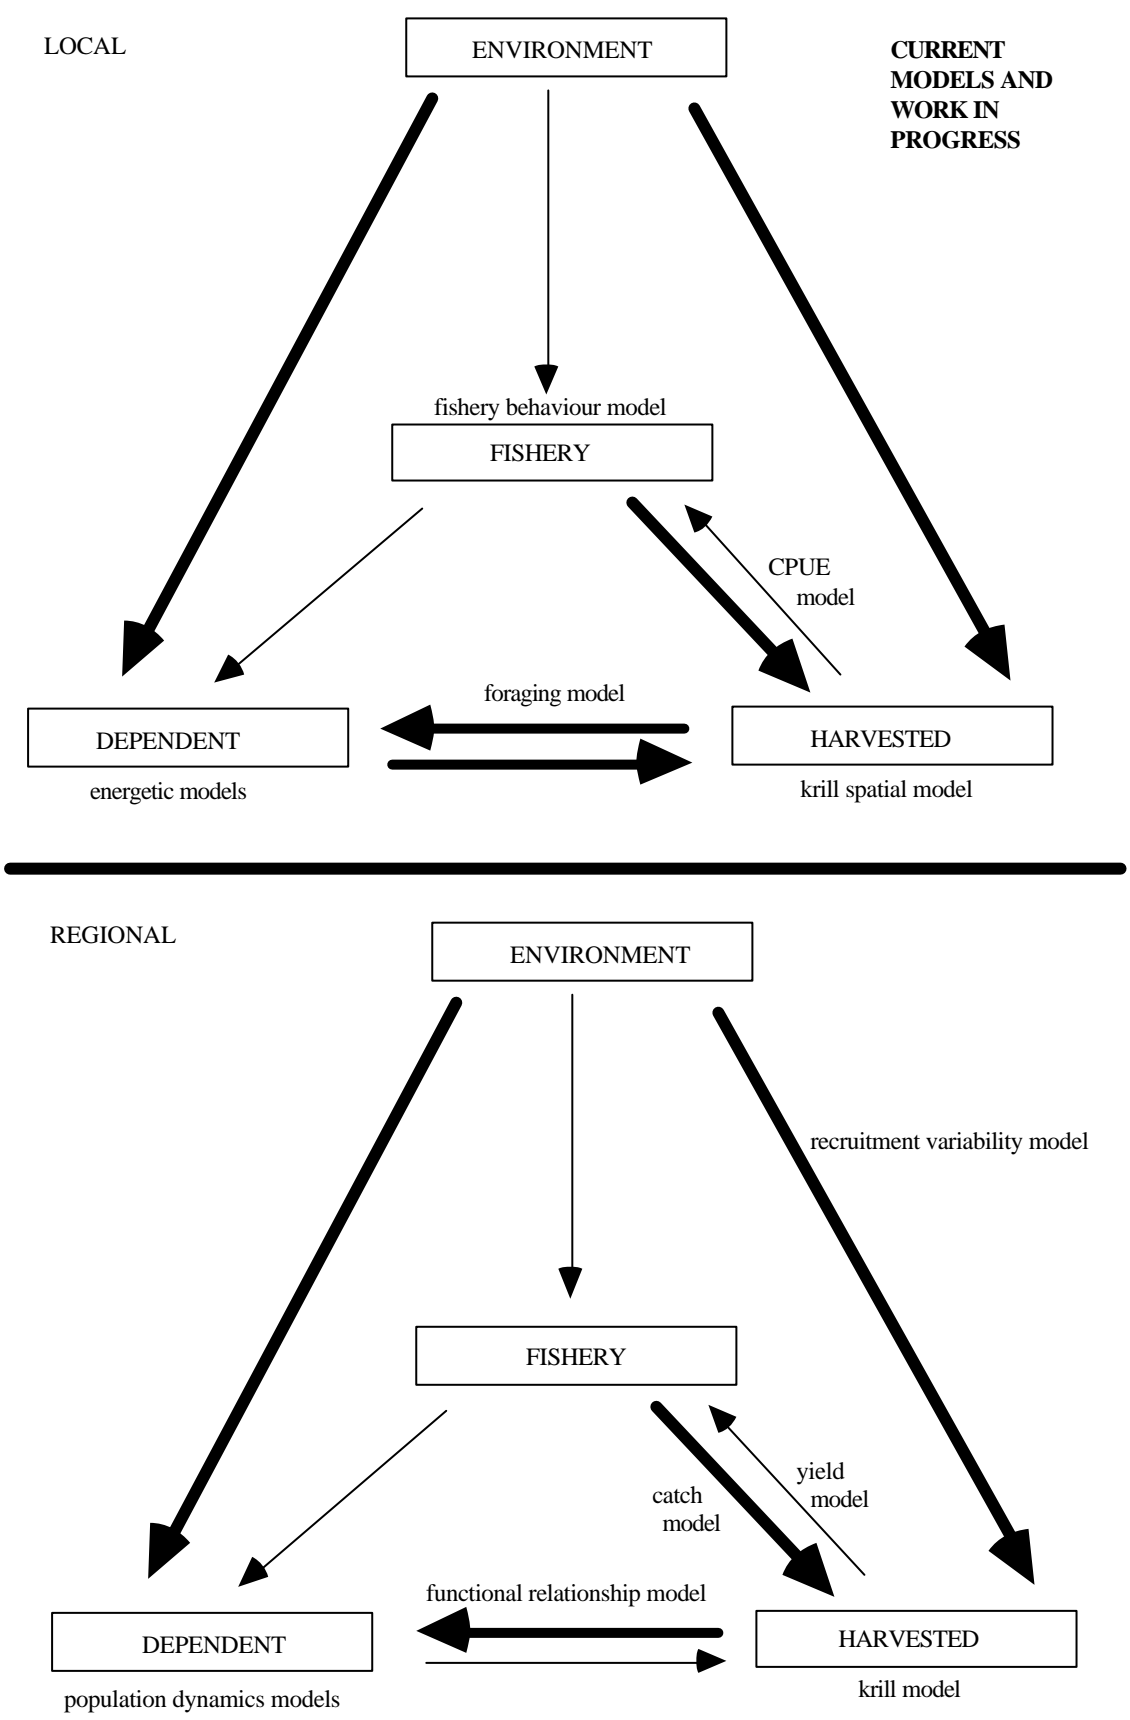 LOCAL
ENVIRONMENT
CURRENT
MODELS AND
WORK IN
PROGRESS
fishery behaviour model
FISHERY
CPUE
model
foraging model
DEPENDENT
HARVESTED
energetic models
krill spatial model
REGIONAL
ENVIRONMENT
recruitment variability model
FISHERY
yield
model
catch
model
functional relationship model
DEPENDENT
HARVESTED
population dynamics models
krill model